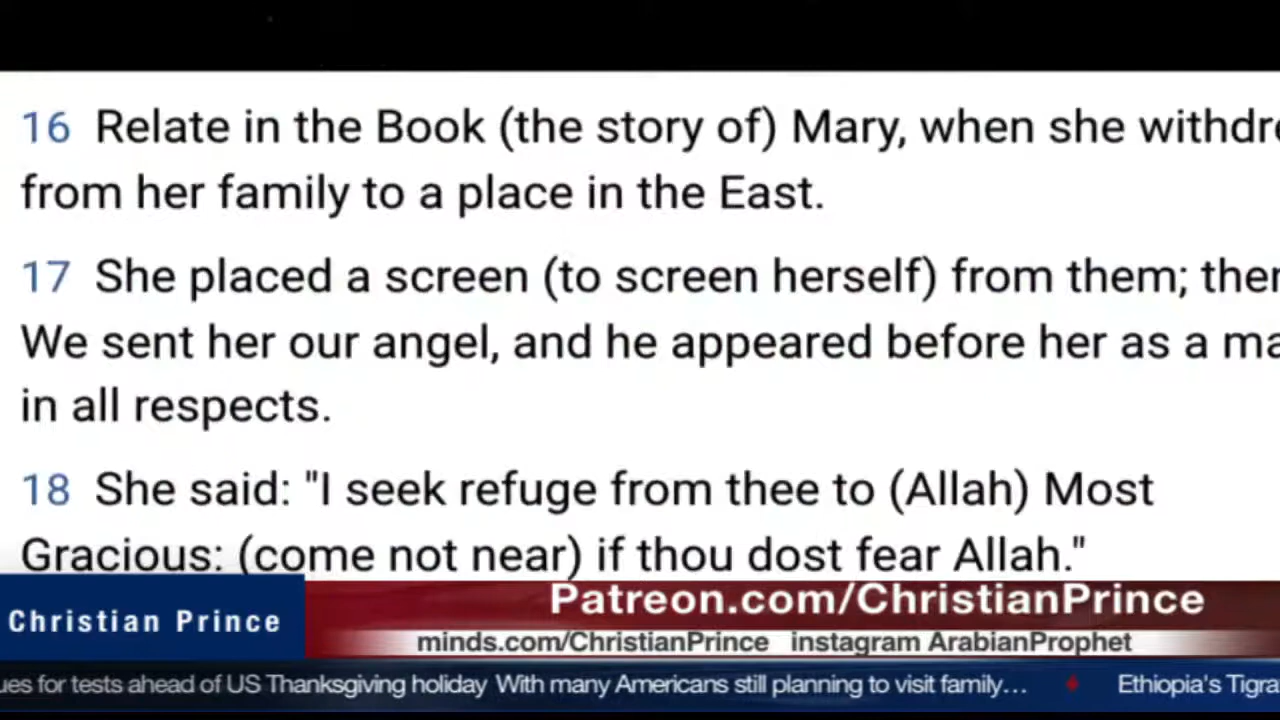 16 Relate in the Book (the story of) Mary, when she withdre
from her family to a place in the East.
17 She placed a screen (to screen herself) from them; then
We sent her our angel, and he appeared before her as a ma
in all respects.
18 She said: "I seek refuge from thee to (Allah) Most
Gracious: (come not near) if thou dost fear Allah."
Patreon.com/ChristianPrince
Christian Prince
minds.com/ChristianPrince instagram ArabianProphet
ues for tests ahead of US Thanksgiving holiday With many Americans still planning to visit family... Ethiopia's Tigra